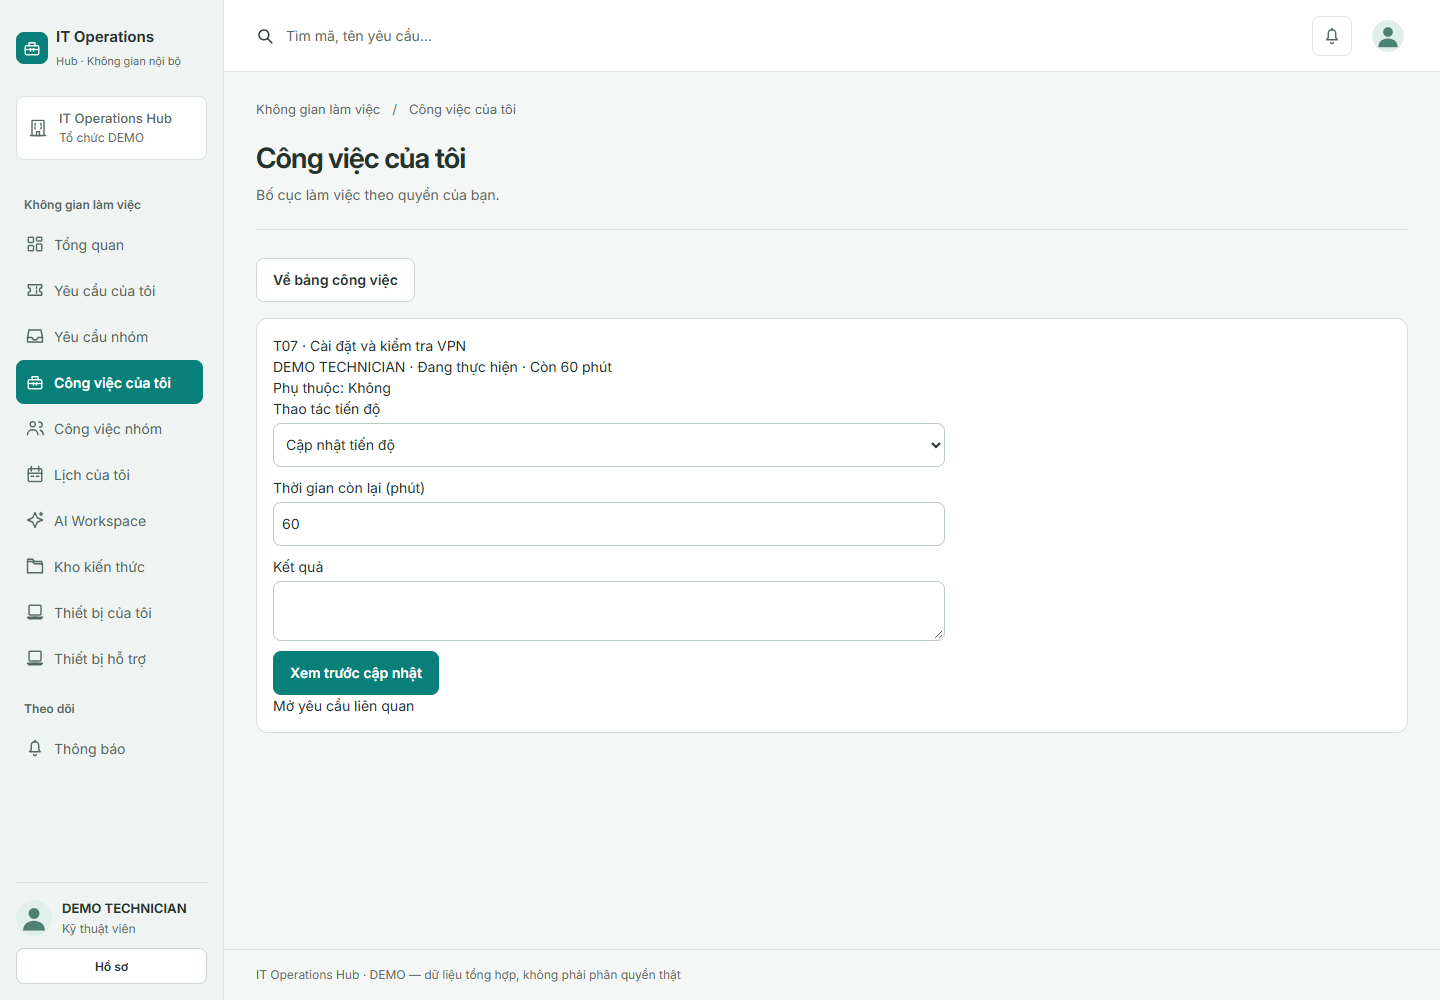 IT Operations
Hub · Không gian nội bộ
IT Operations Hub
Tổ chức DEMO
Không gian làm việc
Tổng quan
Yêu cầu của tôi
Yêu cầu nhóm
Công việc của tôi
Công việc nhóm
Lịch của tôi
AI Workspace
Kho kiến thức
Thiết bị của tôi
Thiết bị hỗ trợ
Theo dõi
Thông báo
DEMO TECHNICIAN
Kỹ thuật viên
Hồ sơ
Tìm mã, tên yêu cầu...
Không gian làm việc / Công việc của tôi
Công việc của tôi
Bố cục làm việc theo quyền của bạn.
Về bảng công việc
T07 · Cài đặt và kiểm tra VPN
DEMO TECHNICIAN · Đang thực hiện · Còn 60 phút
Phụ thuộc: Không
Thao tác tiến độ
Cập nhật tiến độ
Thời gian còn lại (phút)
60
Kết quả
Xem trước cập nhật
Mở yêu cầu liên quan
IT Operations Hub · DEMO — dữ liệu tổng hợp, không phải phân quyền thật